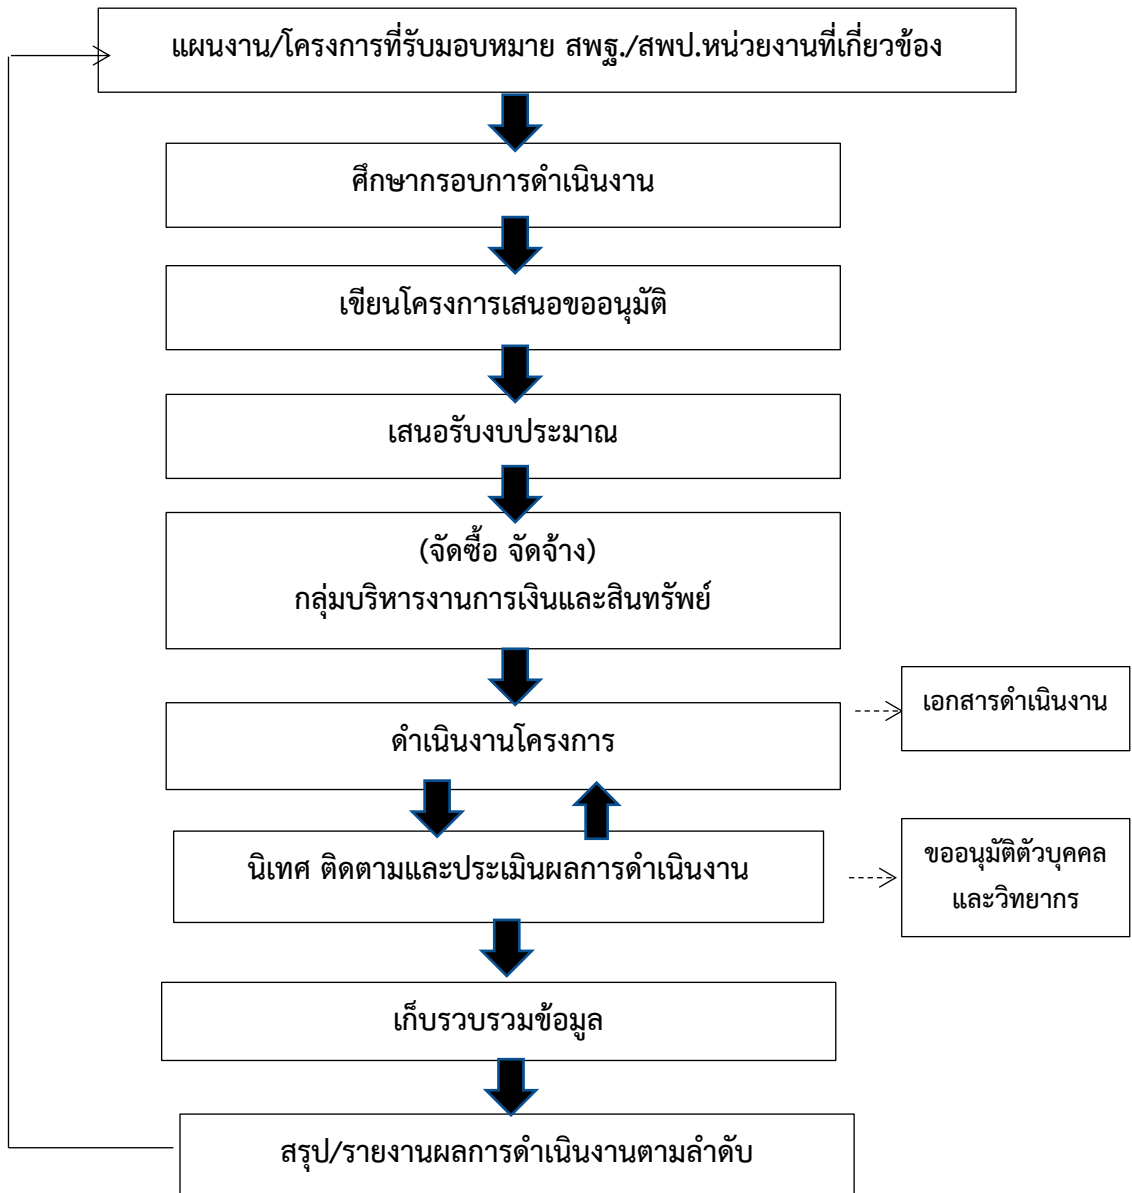 แผนงาน/โครงการที่รับมอบหมาย สพฐ./สพป.หน่วยงานที่เกี่ยวข้อง
ศึกษากรอบการดำเนินงาน
เขียนโครงการเสนอขออนุมัติ
เสนอรับงบประมาณ
(จัดซื้อ จัดจ้าง)
กลุ่มบริหารงานการเงินและสินทรัพย์
ดำเนินงานโครงการ
เอกสารดำเนินงาน
นิเทศ ติดตามและประเมินผลการดำเนินงาน
ขออนุมัติตัวบุคคล
และวิทยากร
เก็บรวบรวมข้อมูล
สรุป/รายงานผลการดำเนินงานตามลำดับ